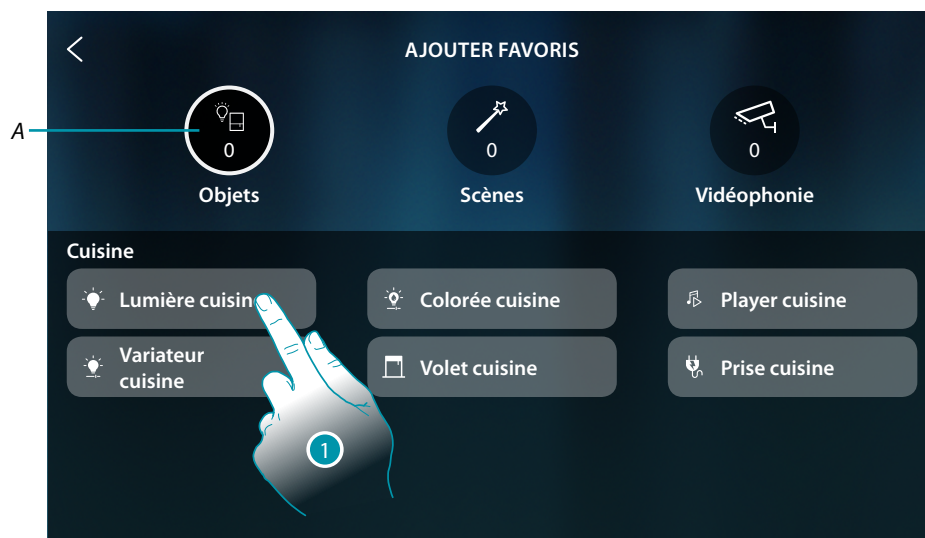 AJOUTER FAVORIS
A
0
0
0
Objets
Scènes
Vidéophonie
Cuisine
Lumière cuisin
Colorée cuisine
Player cuisine
Variateur
cuisine
Volet cuisine
Prise cuisine
1